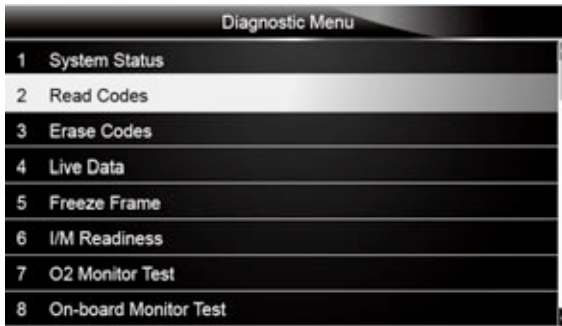 Diagnostic Menu
1 System Status
2 Read Codes
3 Erase Codes
4 Live Data
5 Freeze Frame
6 I/M Readiness
7 O2 Monitor Test
8 On-board Monitor Test